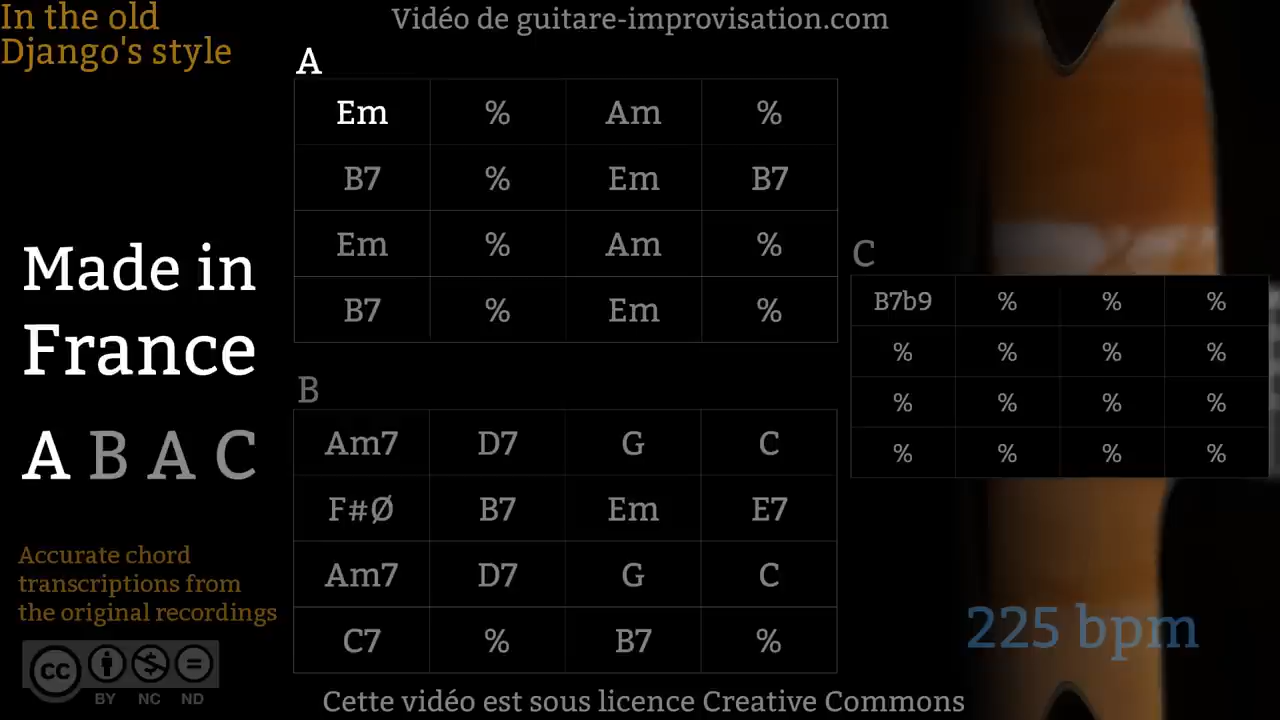 In the old
Django's style
Vidéo de guitare-improvisation.com
A
Em % Am %
B7 % Em B7
Em % Am %
B7 % Em %
Made in
France
A B A C
B
Am7 D7 G C
F#Ø B7 Em E7
Am7 D7 G C
C7 % B7 %
C
B7b9 % % %
% % % %
% % % %
% % % %
Accurate chord
transcriptions from
the original recordings
cc
BY NC ND
225 bpm
Cette vidéo est sous licence Creative Commons